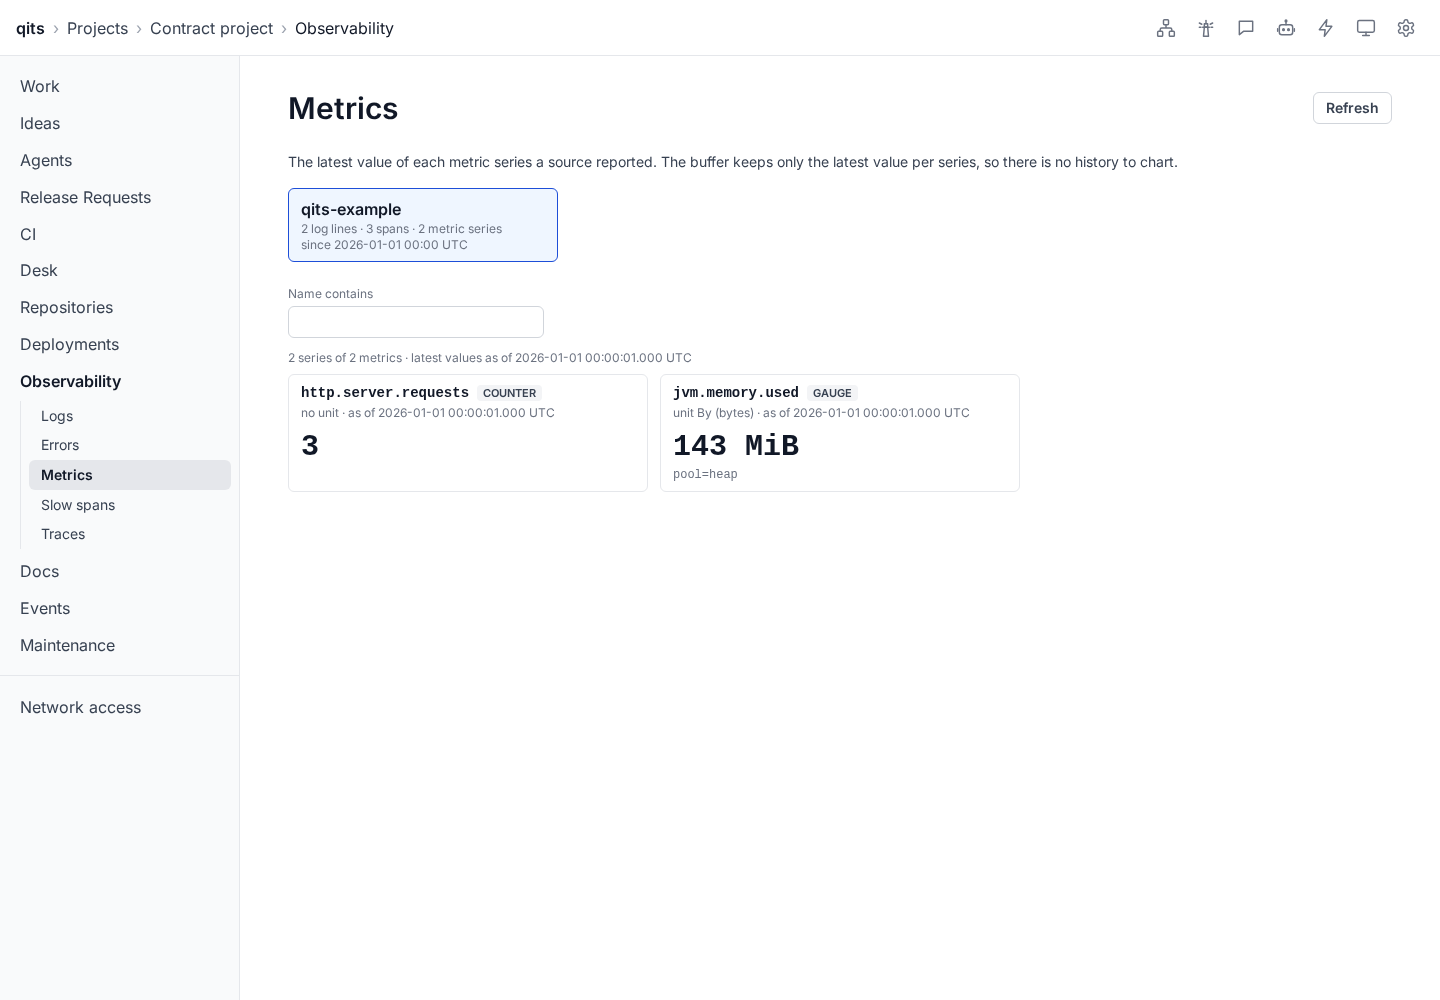 qits › Projects › Contract project › Observability
Work
Ideas
Agents
Release Requests
CI
Desk
Repositories
Deployments
Observability
Logs
Errors
Metrics
Slow spans
Traces
Docs
Events
Maintenance
Network access
Metrics
Refresh
The latest value of each metric series a source reported. The buffer keeps only the latest value per series, so there is no history to chart.
qits-example
2 log lines · 3 spans · 2 metric series
since 2026-01-01 00:00 UTC
Name contains
2 series of 2 metrics · latest values as of 2026-01-01 00:00:01.000 UTC
http.server.requests COUNTER
no unit · as of 2026-01-01 00:00:01.000 UTC
3
jvm.memory.used GAUGE
unit By (bytes) · as of 2026-01-01 00:00:01.000 UTC
143 MiB
pool=heap